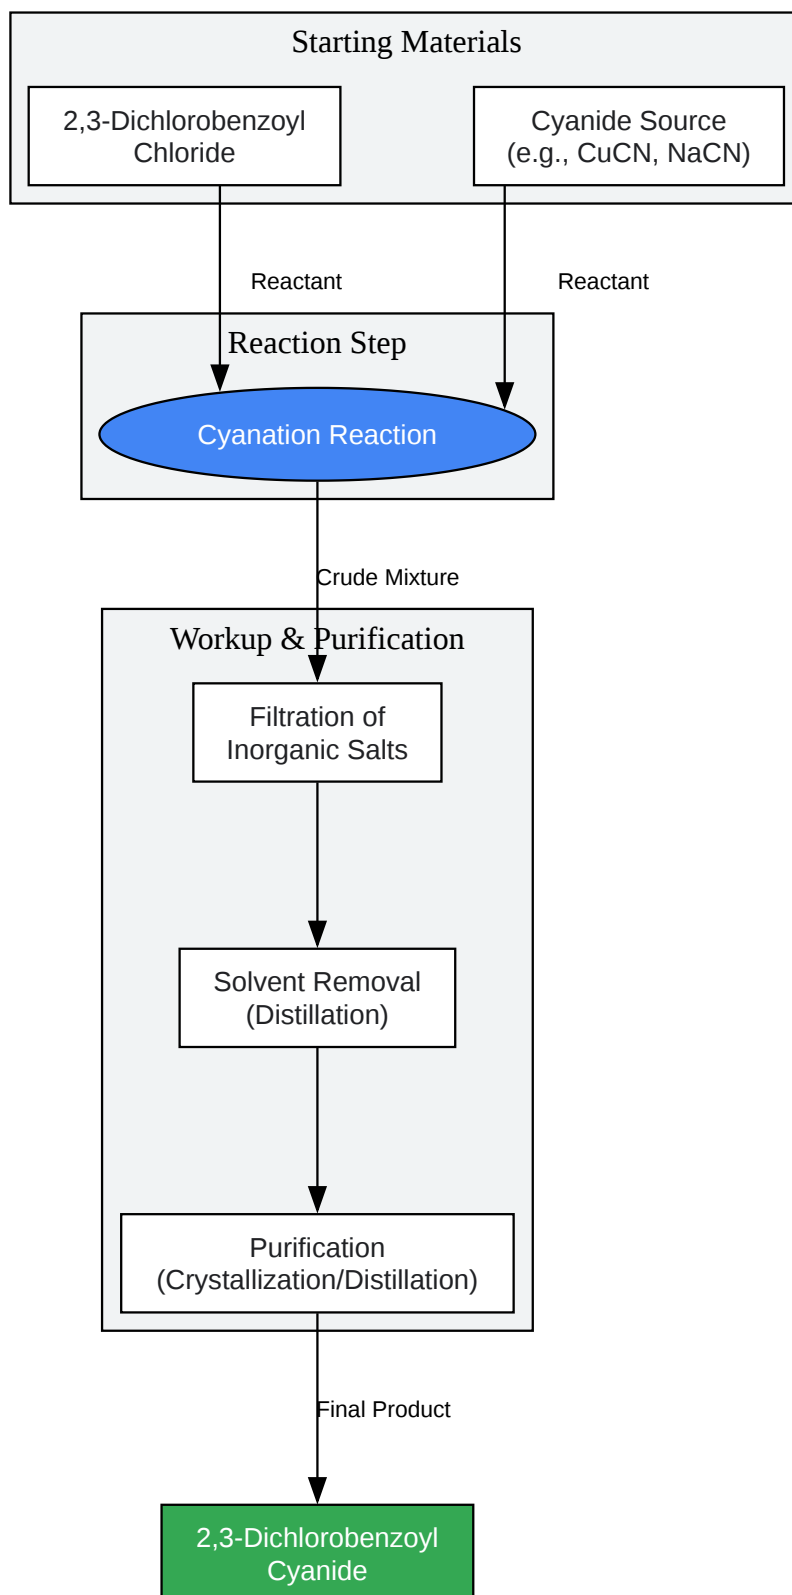 Starting Materials
2,3-Dichlorobenzoyl
Chloride
Cyanide Source
(e.g., CuCN, NaCN)
Reactant
Reactant
Reaction Step
Cyanation Reaction
Crude Mixture
Workup & Purification
Filtration of
Inorganic Salts
Solvent Removal
(Distillation)
Purification
(Crystallization/Distillation)
Final Product
2,3-Dichlorobenzoyl
Cyanide